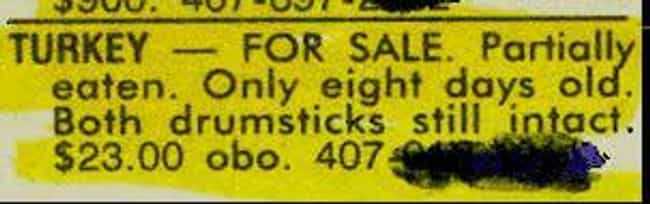 TURKEY — FOR SALE. Partially
eaten. Only eight days old.
Both drumsticks still intact.
$23.00 obo. 407-